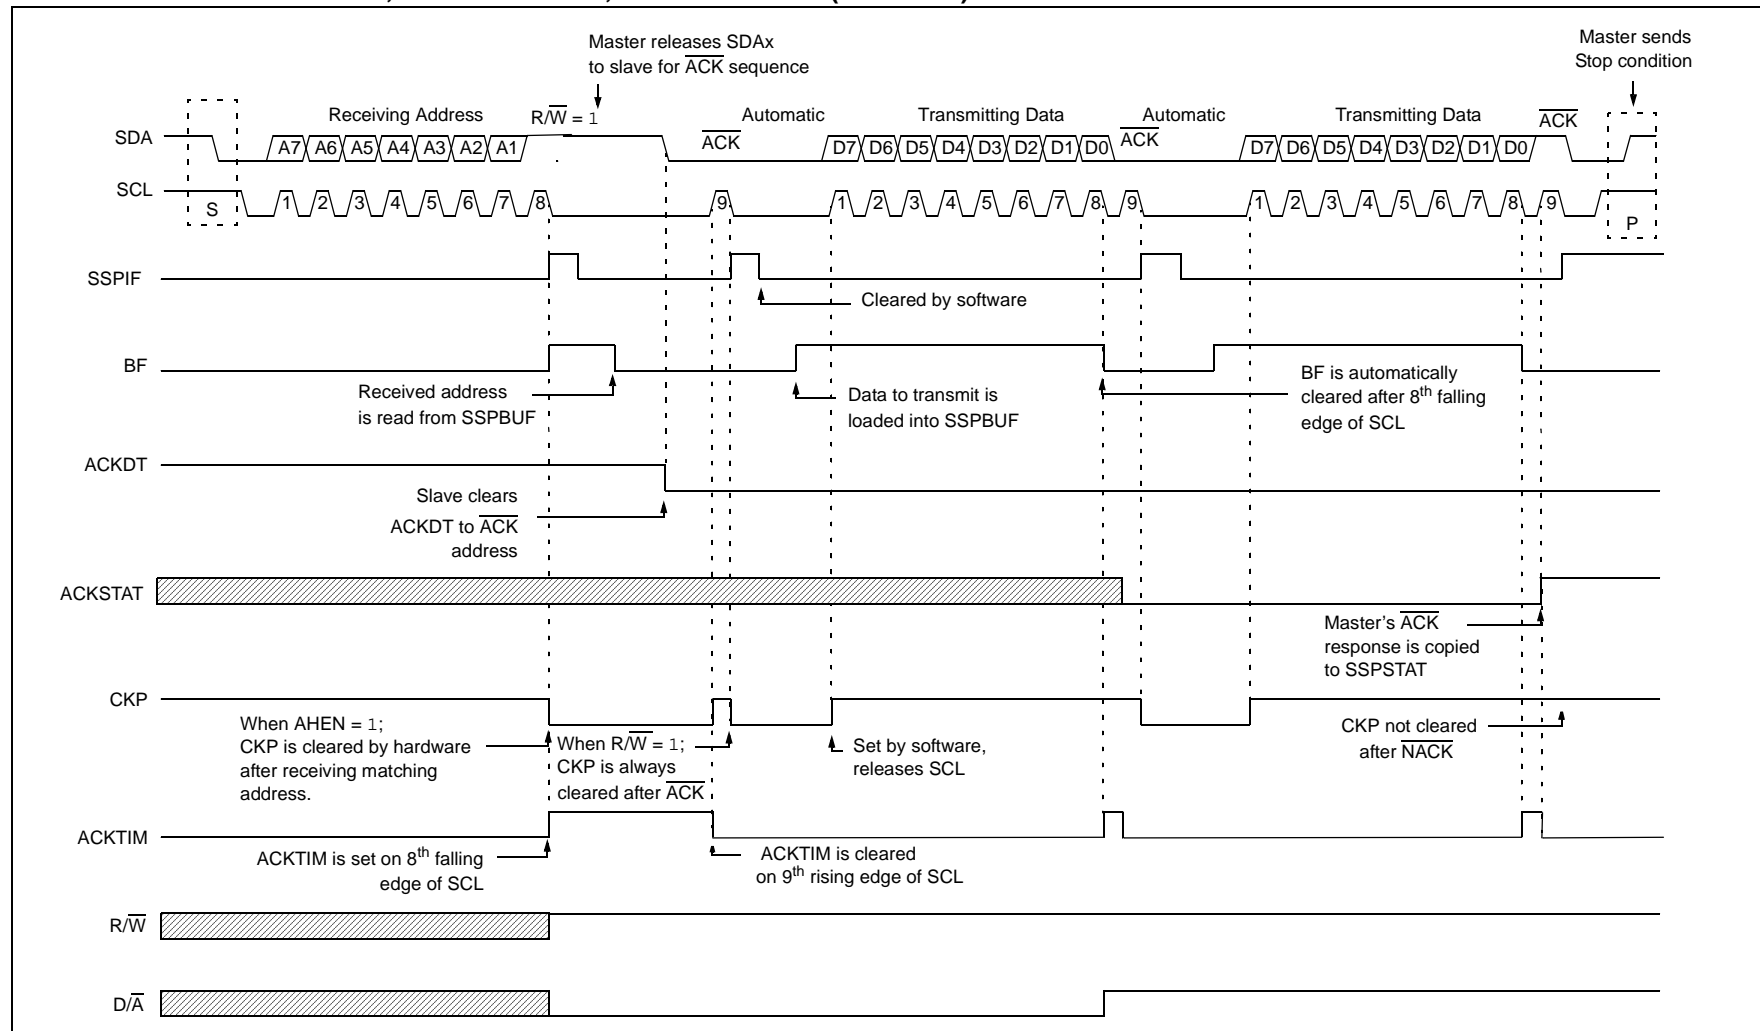 Master releases SDAx
to slave for ACK sequence
Master sends
Stop condition
Receiving Address
R/W = 1
Automatic
Transmitting Data
Automatic
Transmitting Data
ACK
SDA
A7 A6 A5 A4 A3 A2 A1
ACK
D7 D6 D5 D4 D3 D2 D1 D0
ACK
D7 D6 D5 D4 D3 D2 D1 D0
SCL
S
1 2 3 4 5 6 7 8
9
1 2 3 4 5 6 7 8 9
1 2 3 4 5 6 7 8 9
P
SSPIF
Cleared by software
BF
Received address
is read from SSPBUF
Data to transmit is
loaded into SSPBUF
BF is automatically
cleared after 8th falling
edge of SCL
ACKDT
Slave clears
ACKDT to ACK
address
ACKSTAT
Master's ACK
response is copied
to SSPSTAT
CKP
When AHEN = 1;
CKP is cleared by hardware
after receiving matching
address.
When R/W = 1;
CKP is always
cleared after ACK
Set by software,
releases SCL
CKP not cleared
after NACK
ACKTIM
ACKTIM is set on 8th falling
edge of SCL
ACKTIM is cleared
on 9th rising edge of SCL
R/W
D/A